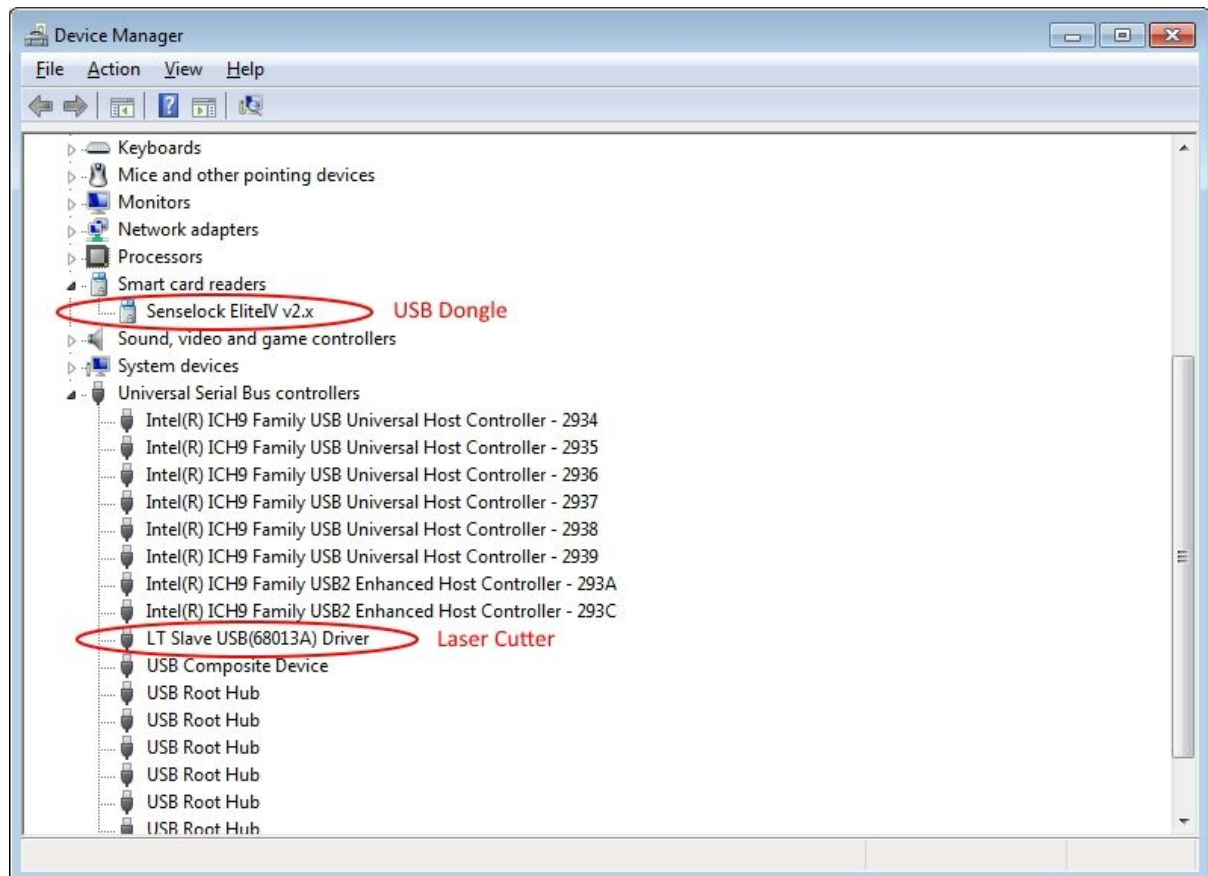 Device Manager
File Action View Help
Keyboards
Mice and other pointing devices
Monitors
Network adapters
Processors
Smart card readers
Senselock EliteIV v2.x USB Dongle
Sound, video and game controllers
System devices
Universal Serial Bus controllers
Intel(R) ICH9 Family USB Universal Host Controller - 2934
Intel(R) ICH9 Family USB Universal Host Controller - 2935
Intel(R) ICH9 Family USB Universal Host Controller - 2936
Intel(R) ICH9 Family USB Universal Host Controller - 2937
Intel(R) ICH9 Family USB Universal Host Controller - 2938
Intel(R) ICH9 Family USB Universal Host Controller - 2939
Intel(R) ICH9 Family USB2 Enhanced Host Controller - 293A
Intel(R) ICH9 Family USB2 Enhanced Host Controller - 293C
LT Slave USB(68013A) Driver Laser Cutter
USB Composite Device
USB Root Hub
USB Root Hub
USB Root Hub
USB Root Hub
USB Root Hub
USB Root Hub